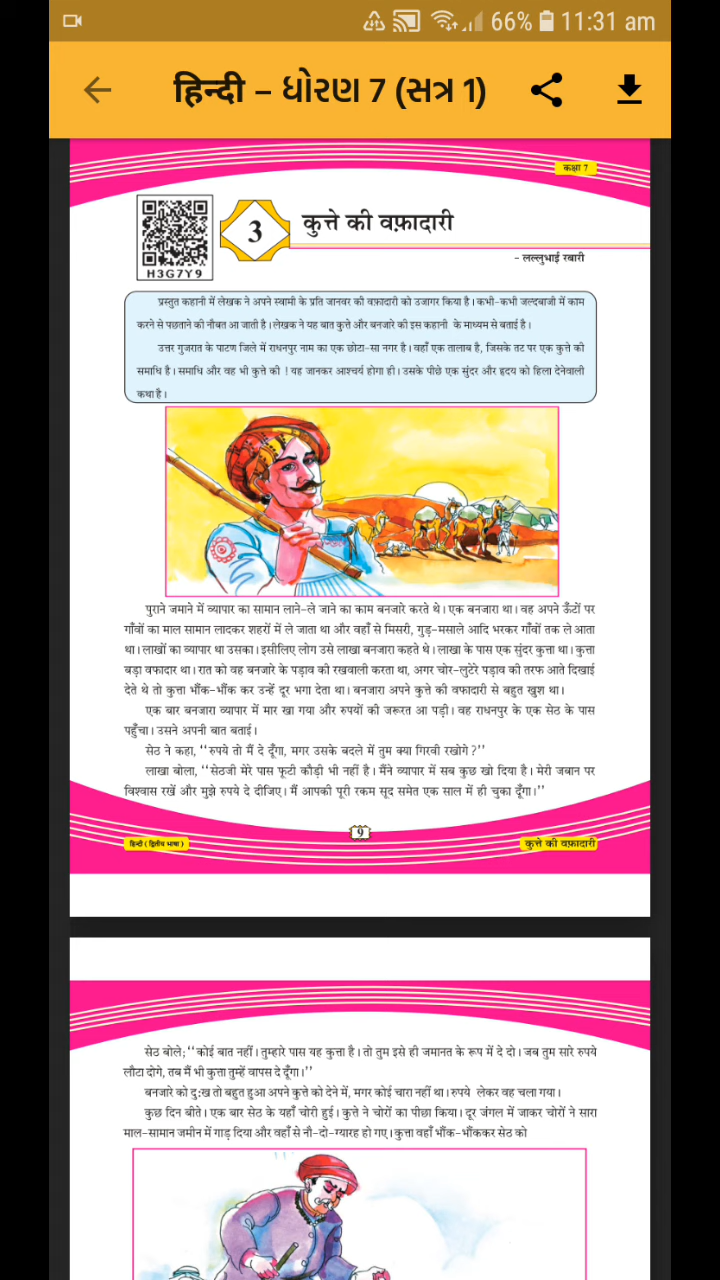 66% 11:31 am
हिन्दी – ધોરણ 7 (સત્ર 1)
कक्षा 7
H3G7Y9
3
कुत्ते की वफ़ादारी
- लल्लुभाई रबारी
प्रस्तुत कहानी में लेखक ने अपने स्वामी के प्रति जानवर की वफ़ादारी को उजागर किया है। कभी-कभी जल्दबाजी में काम
करने से पछताने की नौबत आ जाती है। लेखक ने यह बात कुत्ते और बनजारे की इस कहानी के माध्यम से बताई है।
उत्तर गुजरात के पाटण जिले में राधनपुर नाम का एक छोटा-सा नगर है। वहाँ एक तालाब है, जिसके तट पर एक कुत्ते की
समाधि है। समाधि और वह भी कुत्ते की ! यह जानकर आश्चर्य होगा ही। उसके पीछे एक सुंदर और हृदय को हिला देनेवाली
कथा है।
पुराने जमाने में व्यापार का सामान लाने-ले जाने का काम बनजारे करते थे। एक बनजारा था। वह अपने ऊँटों पर
गाँवों का माल सामान लादकर शहरों में ले जाता था और वहाँ से मिसरी, गुड़-मसाले आदि भरकर गाँवों तक ले आता
था। लाखों का व्यापार था उसका। इसीलिए लोग उसे लाखा बनजारा कहते थे। लाखा के पास एक सुंदर कुत्ता था। कुत्ता
बड़ा वफादार था। रात को वह बनजारे के पड़ाव की रखवाली करता था, अगर चोर-लुटेरे पड़ाव की तरफ आते दिखाई
देते थे तो कुत्ता भौंक-भौंक कर उन्हें दूर भगा देता था। बनजारा अपने कुत्ते की वफादारी से बहुत खुश था।
एक बार बनजारा व्यापार में मार खा गया और रुपयों की जरूरत आ पड़ी। वह राधनपुर के एक सेठ के पास
पहुँचा। उसने अपनी बात बताई।
सेठ ने कहा, ‘‘रुपये तो मैं दे दूँगा, मगर उसके बदले में तुम क्या गिरवी रखोगे ?’’
लाखा बोला, ‘‘सेठजी मेरे पास फूटी कौड़ी भी नहीं है। मैंने व्यापार में सब कुछ खो दिया है। मेरी जबान पर
विश्वास रखें और मुझे रुपये दे दीजिए। मैं आपकी पूरी रकम सूद समेत एक साल में ही चुका दूँगा।’’
9
हिन्दी ( द्वितीय भाषा )
कुत्ते की वफ़ादारी
सेठ बोले; ‘‘कोई बात नहीं। तुम्हारे पास यह कुत्ता है। तो तुम इसे ही जमानत के रूप में दे दो। जब तुम सारे रुपये
लौटा दोगे, तब मैं भी कुत्ता तुम्हें वापस दे दूँगा।’’
बनजारे को दुःख तो बहुत हुआ अपने कुत्ते को देने में, मगर कोई चारा नहीं था। रुपये लेकर वह चला गया।
कुछ दिन बीते। एक बार सेठ के यहाँ चोरी हुई। कुत्ते ने चोरों का पीछा किया। दूर जंगल में जाकर चोरों ने सारा
माल-सामान जमीन में गाड़ दिया और वहाँ से नौ-दो-ग्यारह हो गए। कुत्ता वहाँ भौंक-भौंककर सेठ को